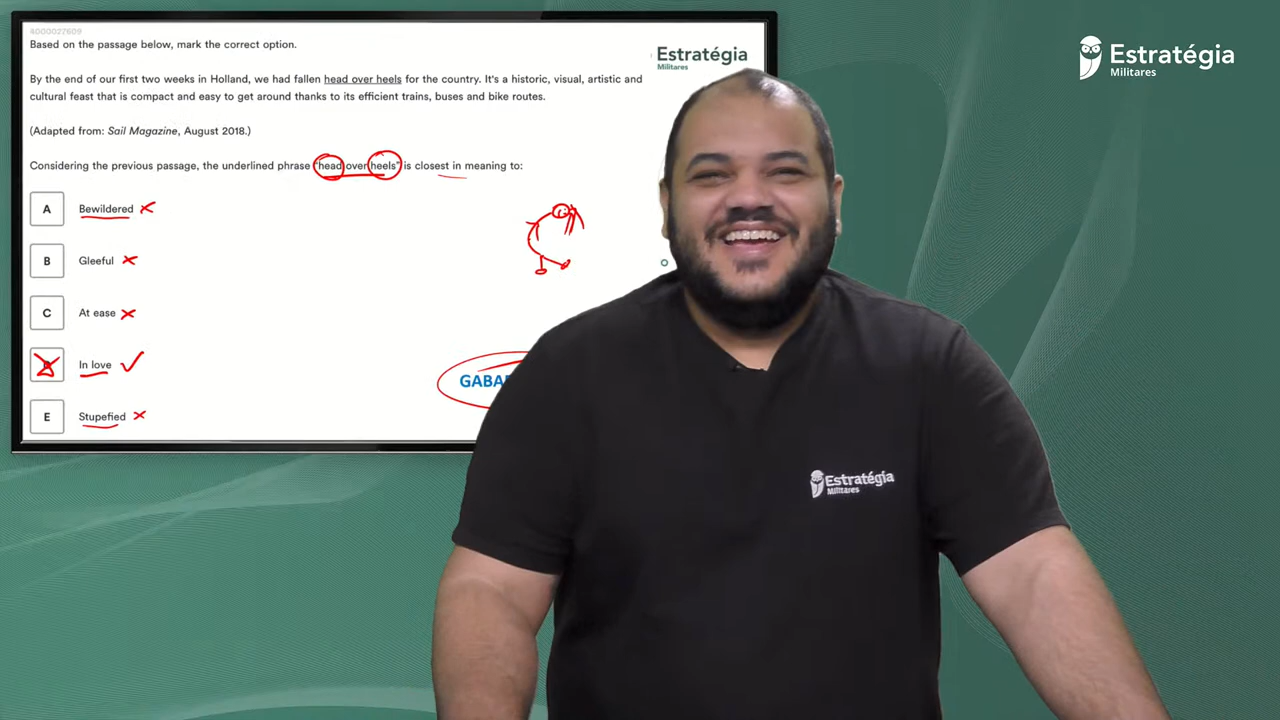 4000027609
Based on the passage below, mark the correct option.
Estratégia
Militares
By the end of our first two weeks in Holland, we had fallen head over heels for the country. It's a historic, visual, artistic and
cultural feast that is compact and easy to get around thanks to its efficient trains, buses and bike routes.
(Adapted from: Sail Magazine, August 2018.)
Considering the previous passage, the underlined phrase "head over heels" is closest in meaning to:
A Bewildered
B Gleeful
C At ease
In love
E Stupefied
Estratégia
Militares
Estratégia
Militares